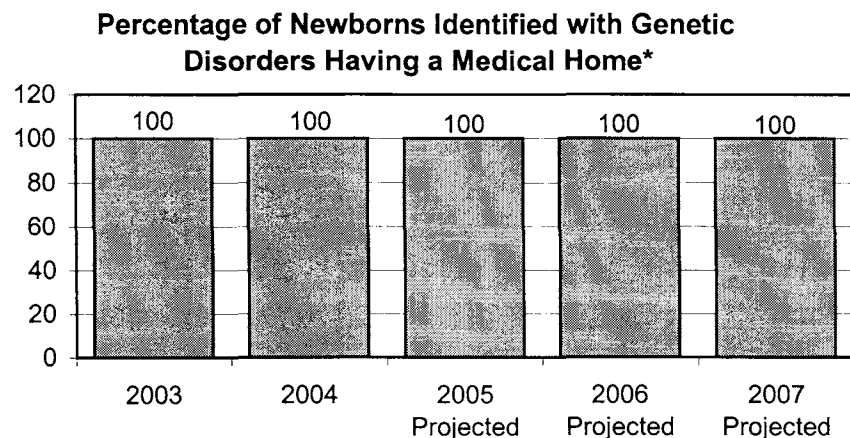 Percentage of Newborns Identified with Genetic
Disorders Having a Medical Home*
120
100
80
60
40
20
0
100 100 100 100 100
2003 2004 2005 2006 2007
Projected Projected Projected